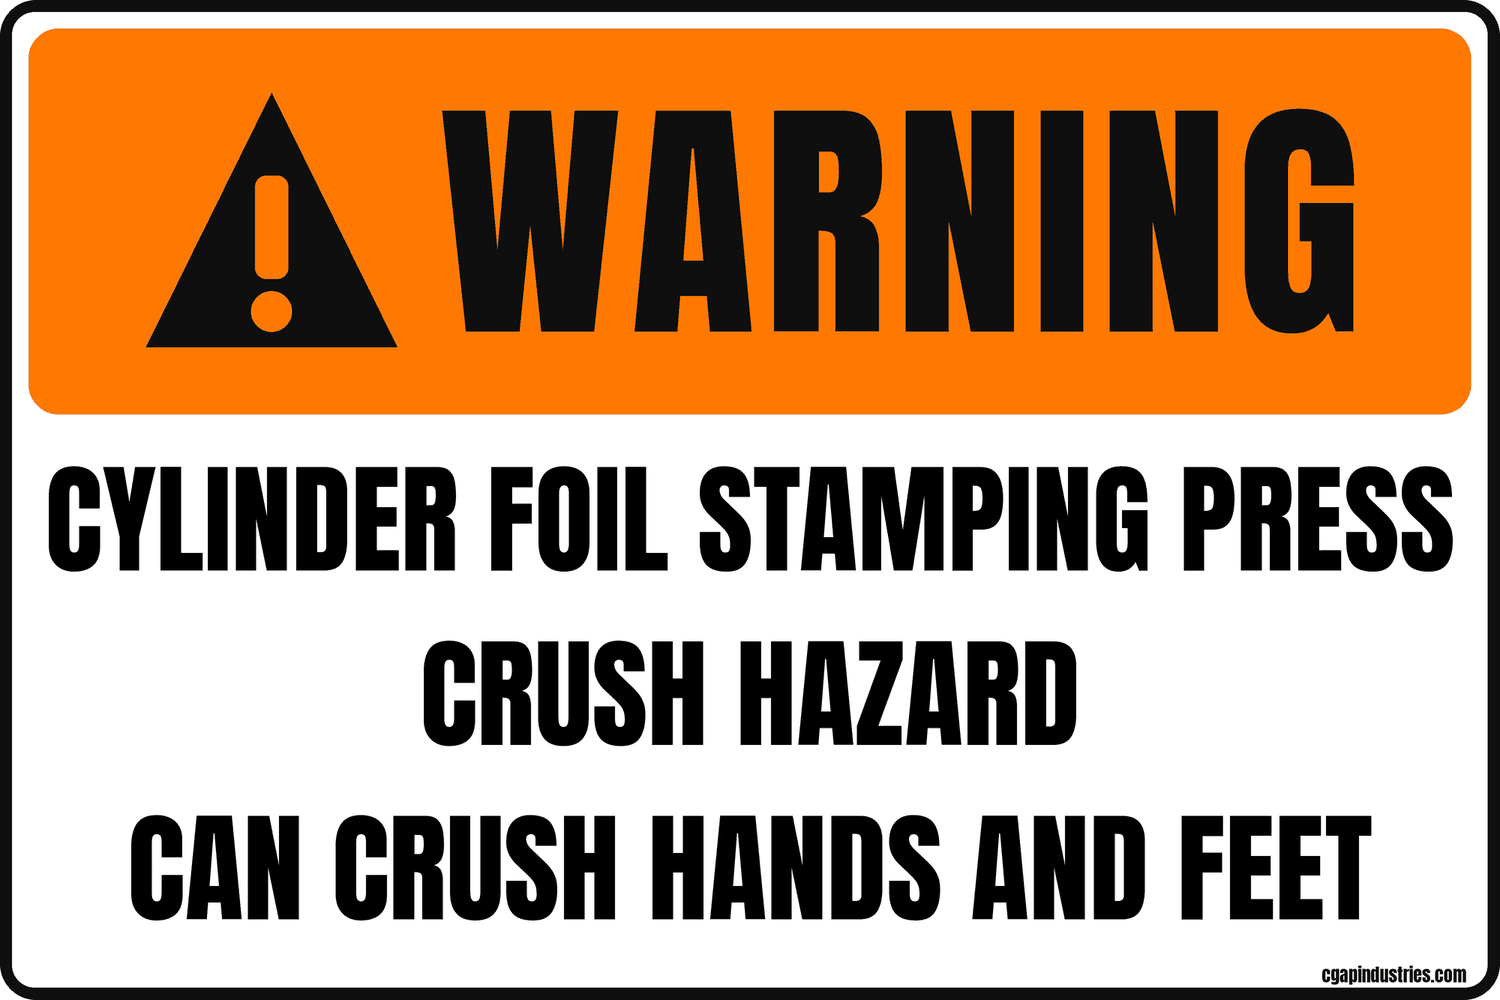 WARNING
CYLINDER FOIL STAMPING PRESS
CRUSH HAZARD
CAN CRUSH HANDS AND FEET
cgapindustries.com